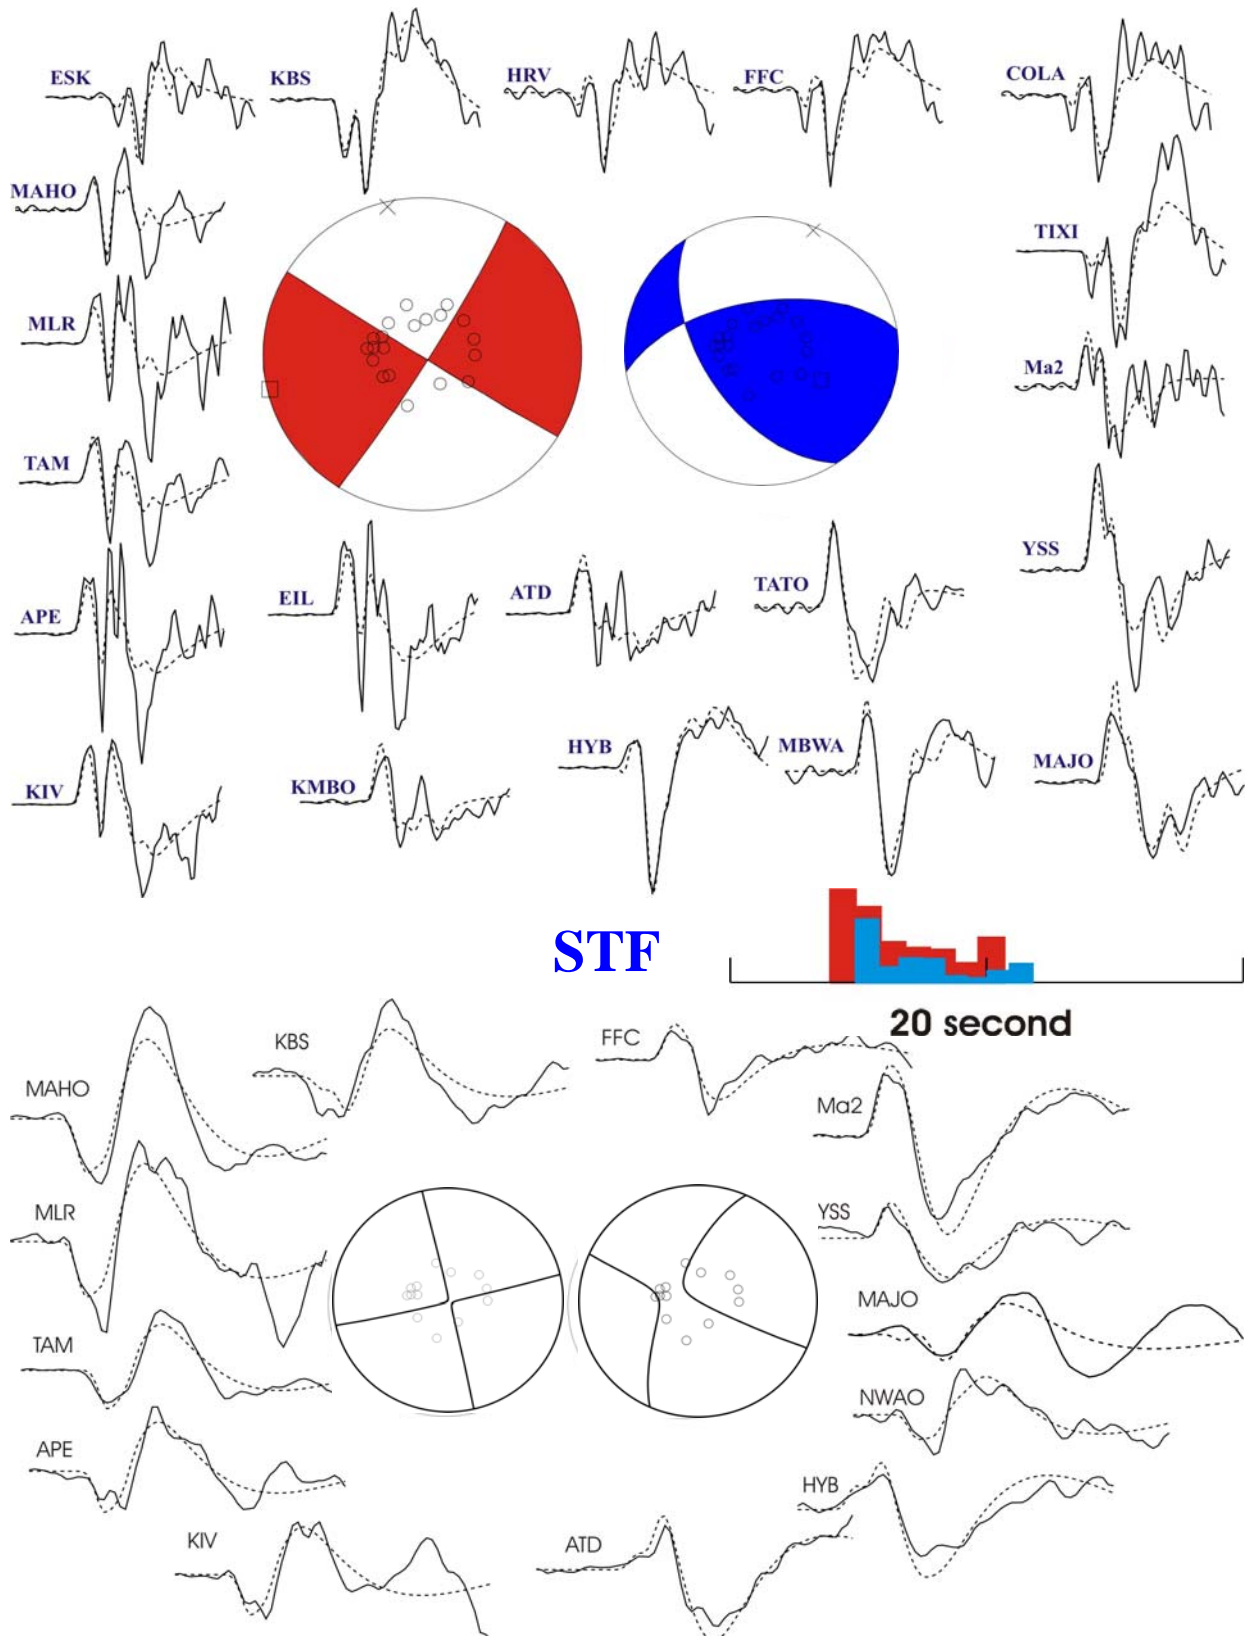 ESK
KBS
HRV
FFC
COLA
MAHO
TIXI
MLR
Ma2
TAM
YSS
APE
EIL
ATD
TATO
KIV
KMBO
HYB
MBWA
MAJO
STF
20 second
KBS
FFC
MAHO
Ma2
MLR
YSS
MAJO
TAM
NWAO
APE
HYB
KIV
ATD